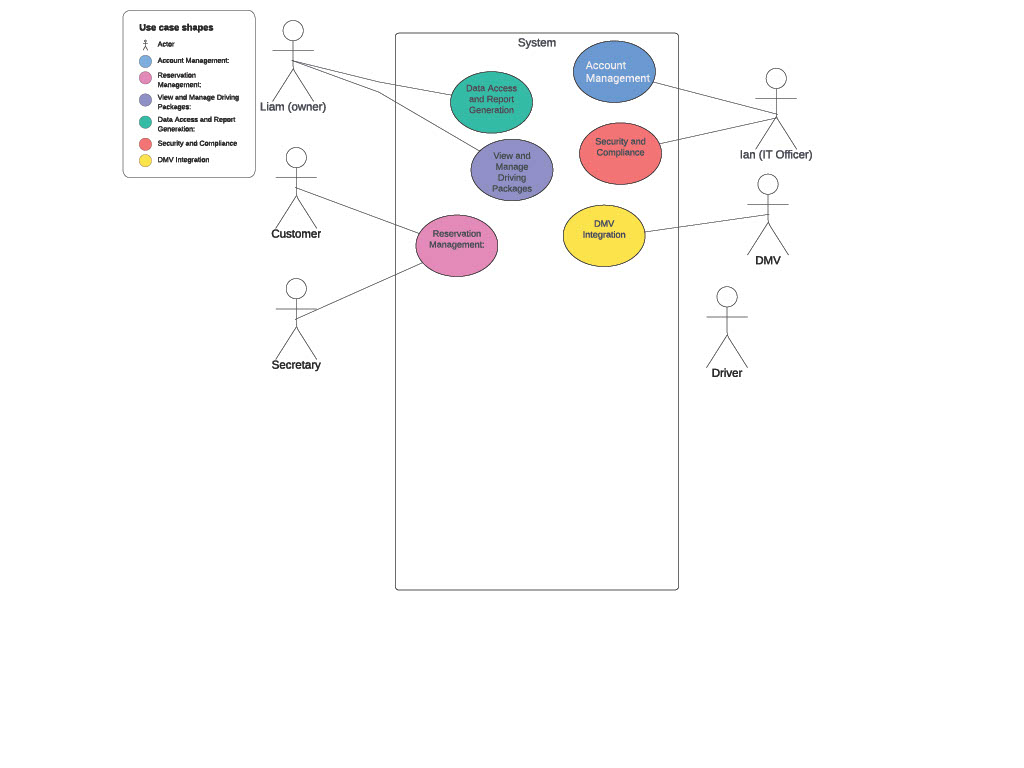 Use case shapes
Actor
Account Management:
Reservation
Management:
View and Manage Driving
Packages:
Data Access and Report
Generation:
Security and Compliance
DMV Integration
Liam (owner)
Customer
Secretary
System
Data Access
and Report
Generation
View and
Manage
Driving
Packages
Reservation
Management:
Account
Management
Security and
Compliance
DMV
Integration
Ian (IT Officer)
DMV
Driver